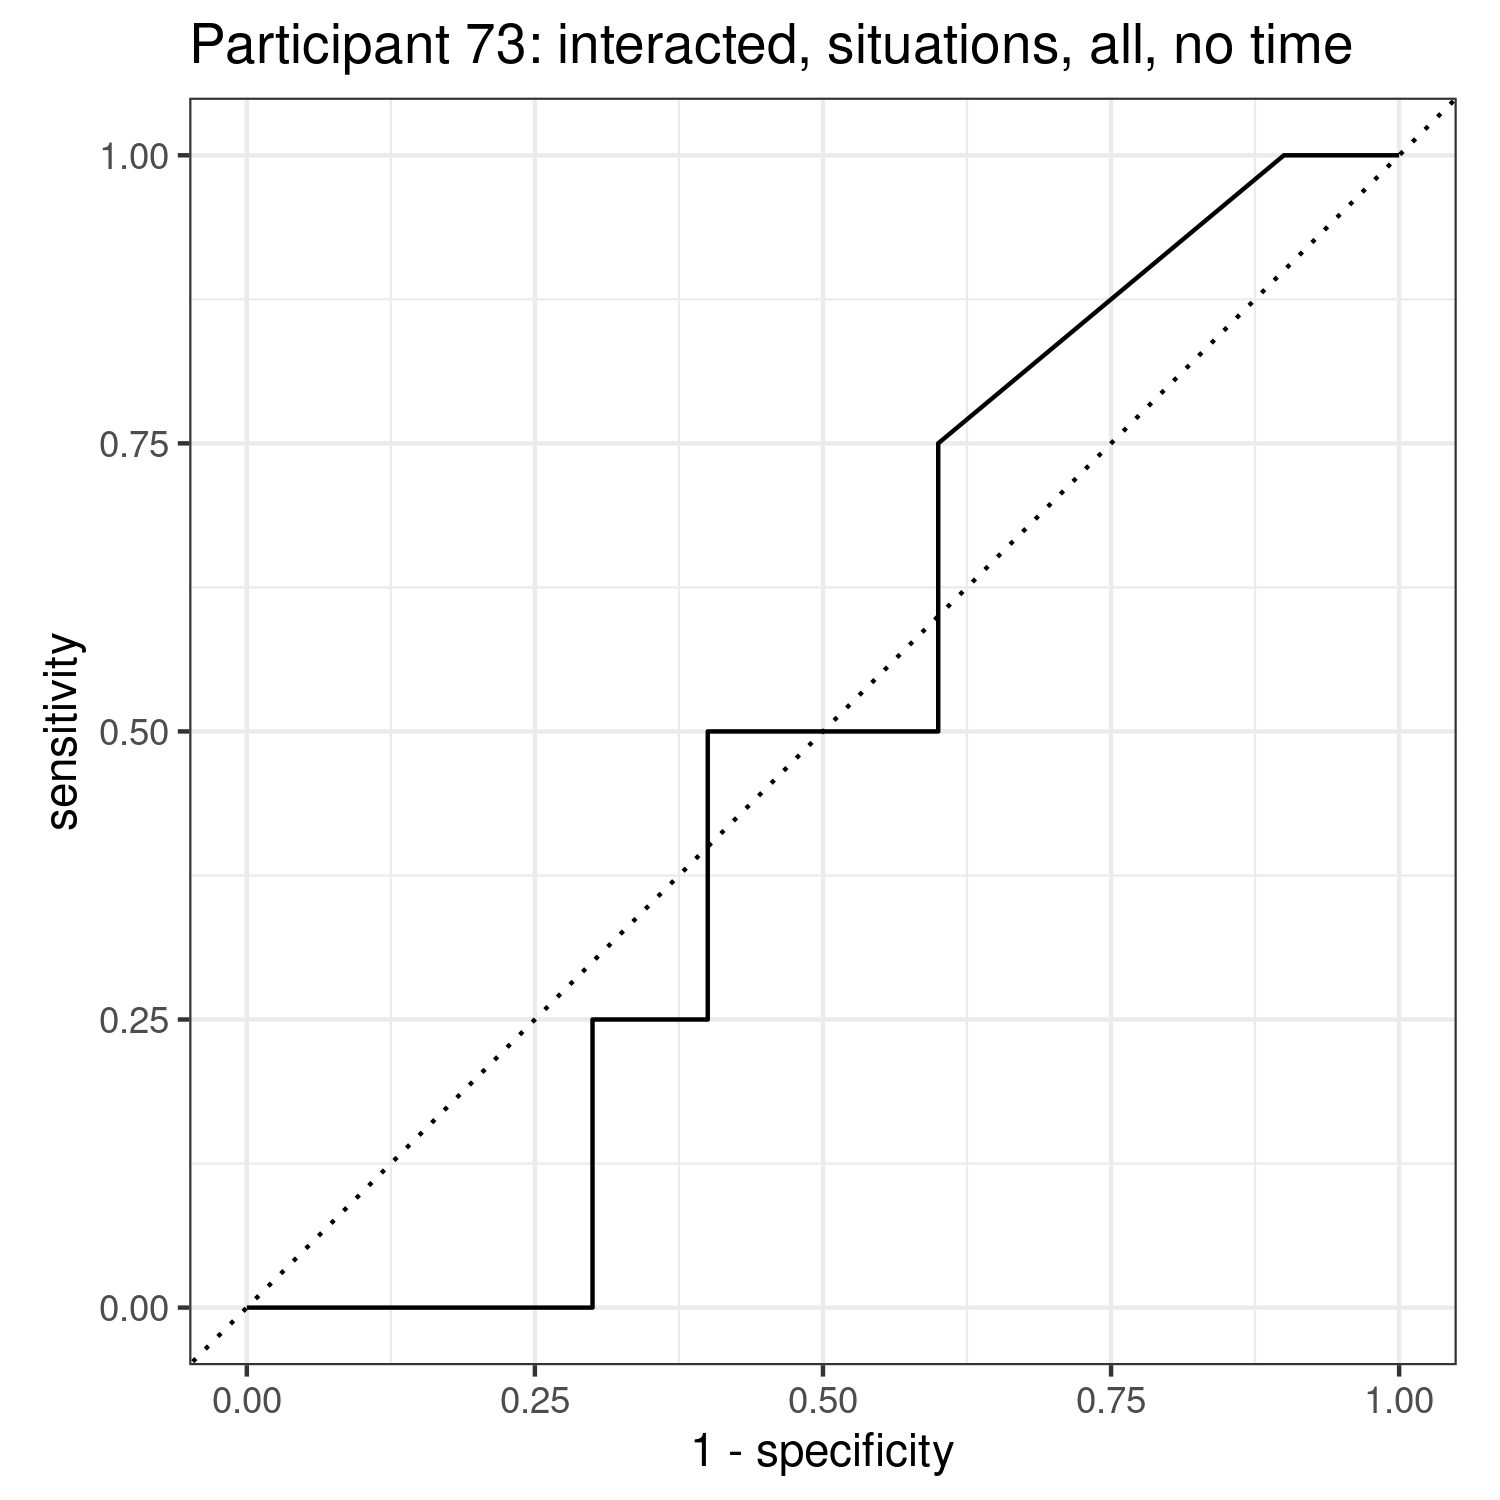 Participant 73: interacted, situations, all, no time
1.00
0.75
0.50
0.25
0.00
sensitivity
0.00 0.25 0.50 0.75 1.00
1 - specificity